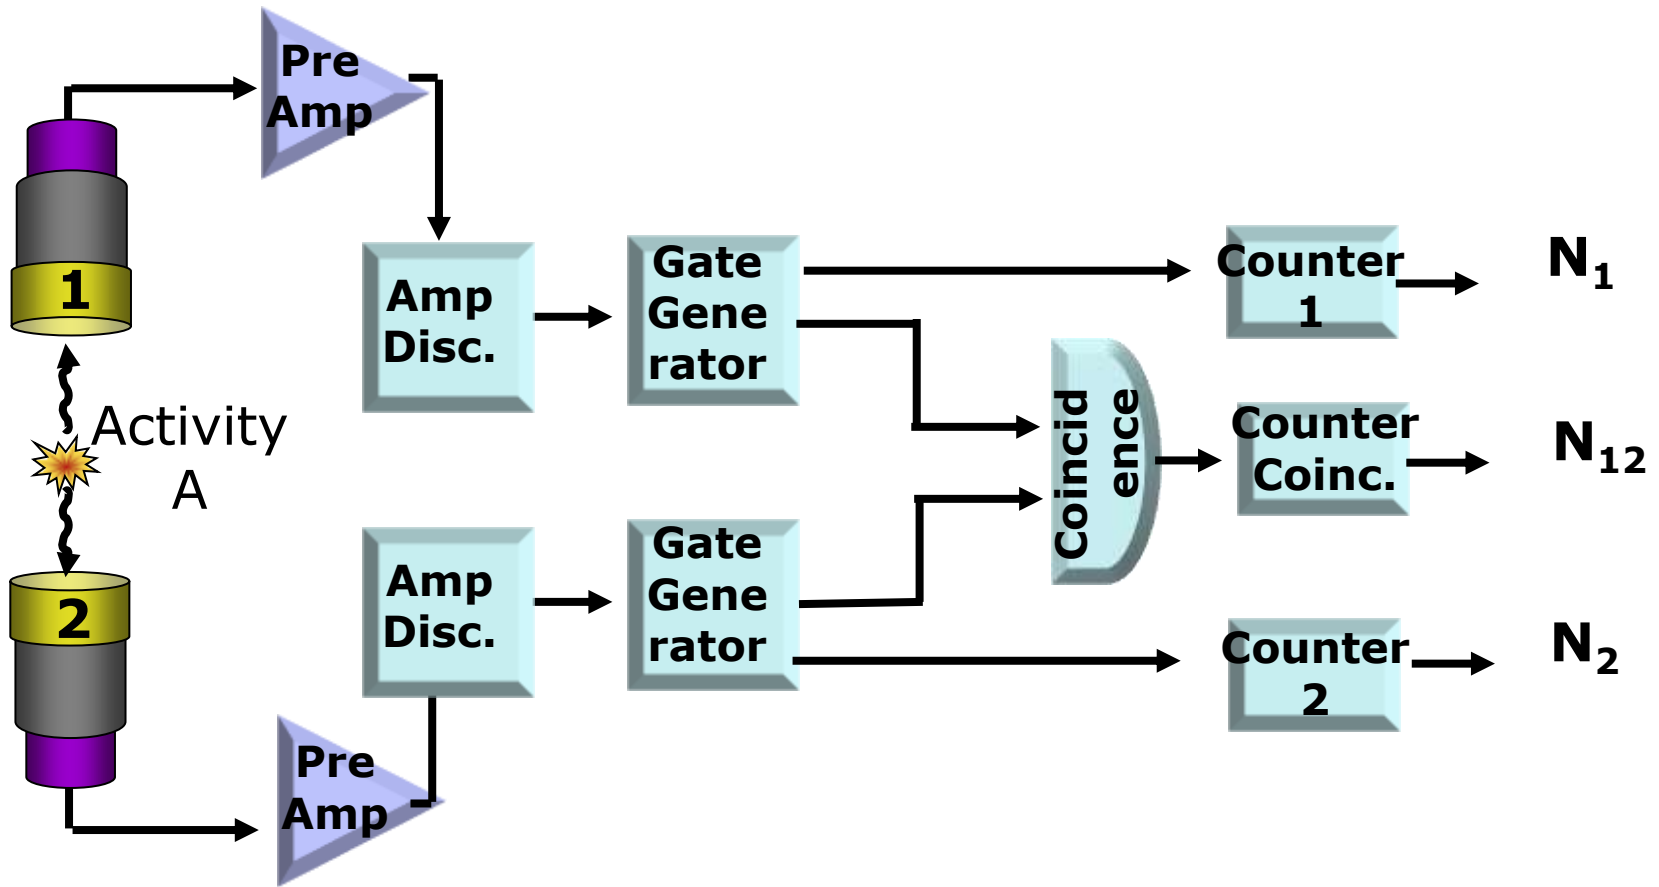 Pre
Amp
1
Amp
Disc.
Gate
Gene
rator
Counter
1
N1
Activity
A
Coincid
ence
Counter
Coinc.
N12
2
Amp
Disc.
Gate
Gene
rator
Counter
2
N2
Pre
Amp